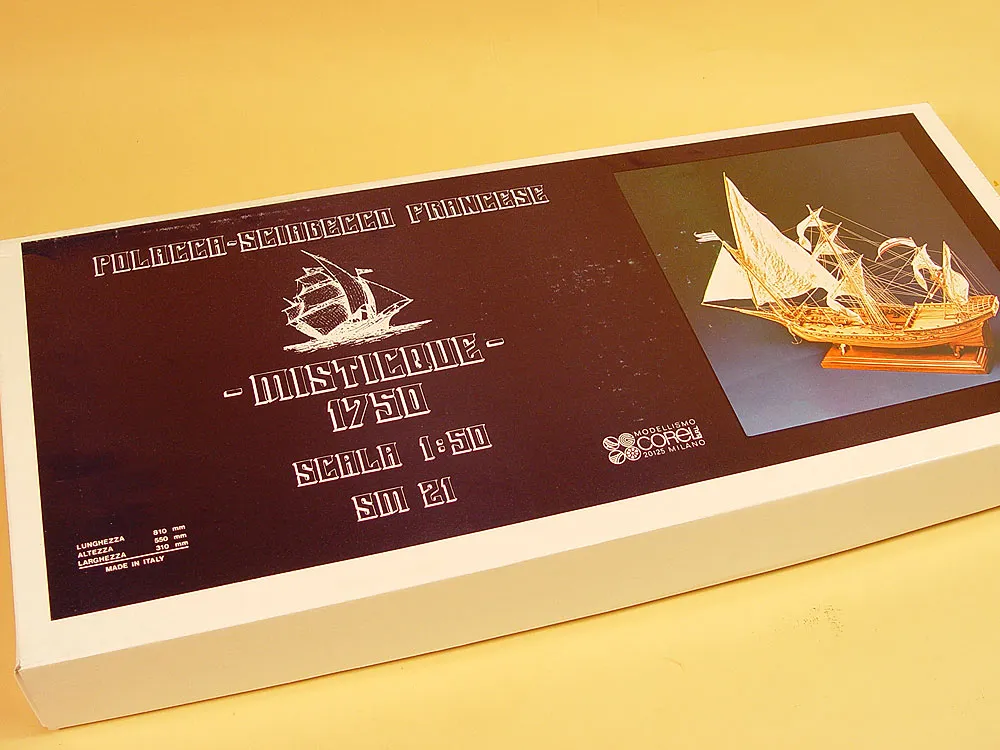 POLACCA-SCIABECCO FRANCESE
- MISTICQUE -
1750
SCALA 1:50
SM 21
MODELLISMO
COREL
20125 MILANO
LUNGHEZZA 810 mm
ALTEZZA 550 mm
LARGHEZZA 310 mm
MADE IN ITALY